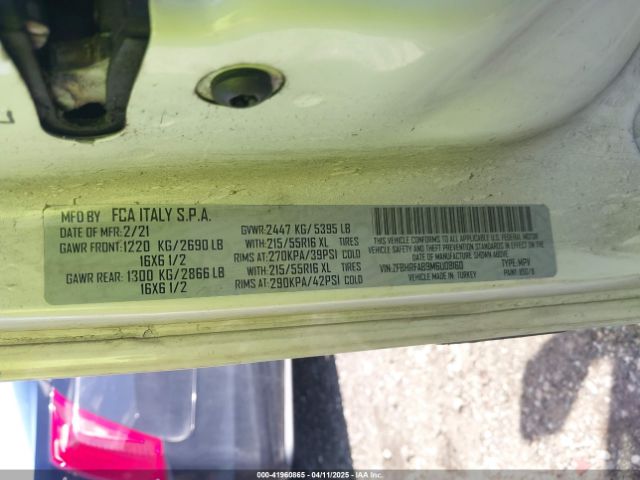 MFD BY FCA ITALY S.P.A.
DATE OF MFR: 2/21 GVWR: 2447 KG/ 5395 LB
GAWR FRONT: 1220 KG/2690 LB WITH: 215/55R16 XL TIRES
16X6 1/2 RIMS AT: 270KPA/39PSI COLD
GAWR REAR: 1300 KG/2866 LB WITH: 215/55R16 XL TIRES
16X6 1/2 RIMS AT: 290KPA/42PSI COLD
THIS VEHICLE CONFORMS TO ALL APPLICABLE FEDERAL MOTOR
VEHICLE SAFETY AND THEFT PREVENTION STANDARDS IN EFFECT ON THE
DATE OF MANUFACTURE SHOWN ABOVE.
VIN: TYPE: MPV
VEHICLE MADE IN TURKEY PAINT:
000-41960865 - 04/11/2025 - IAA Inc.